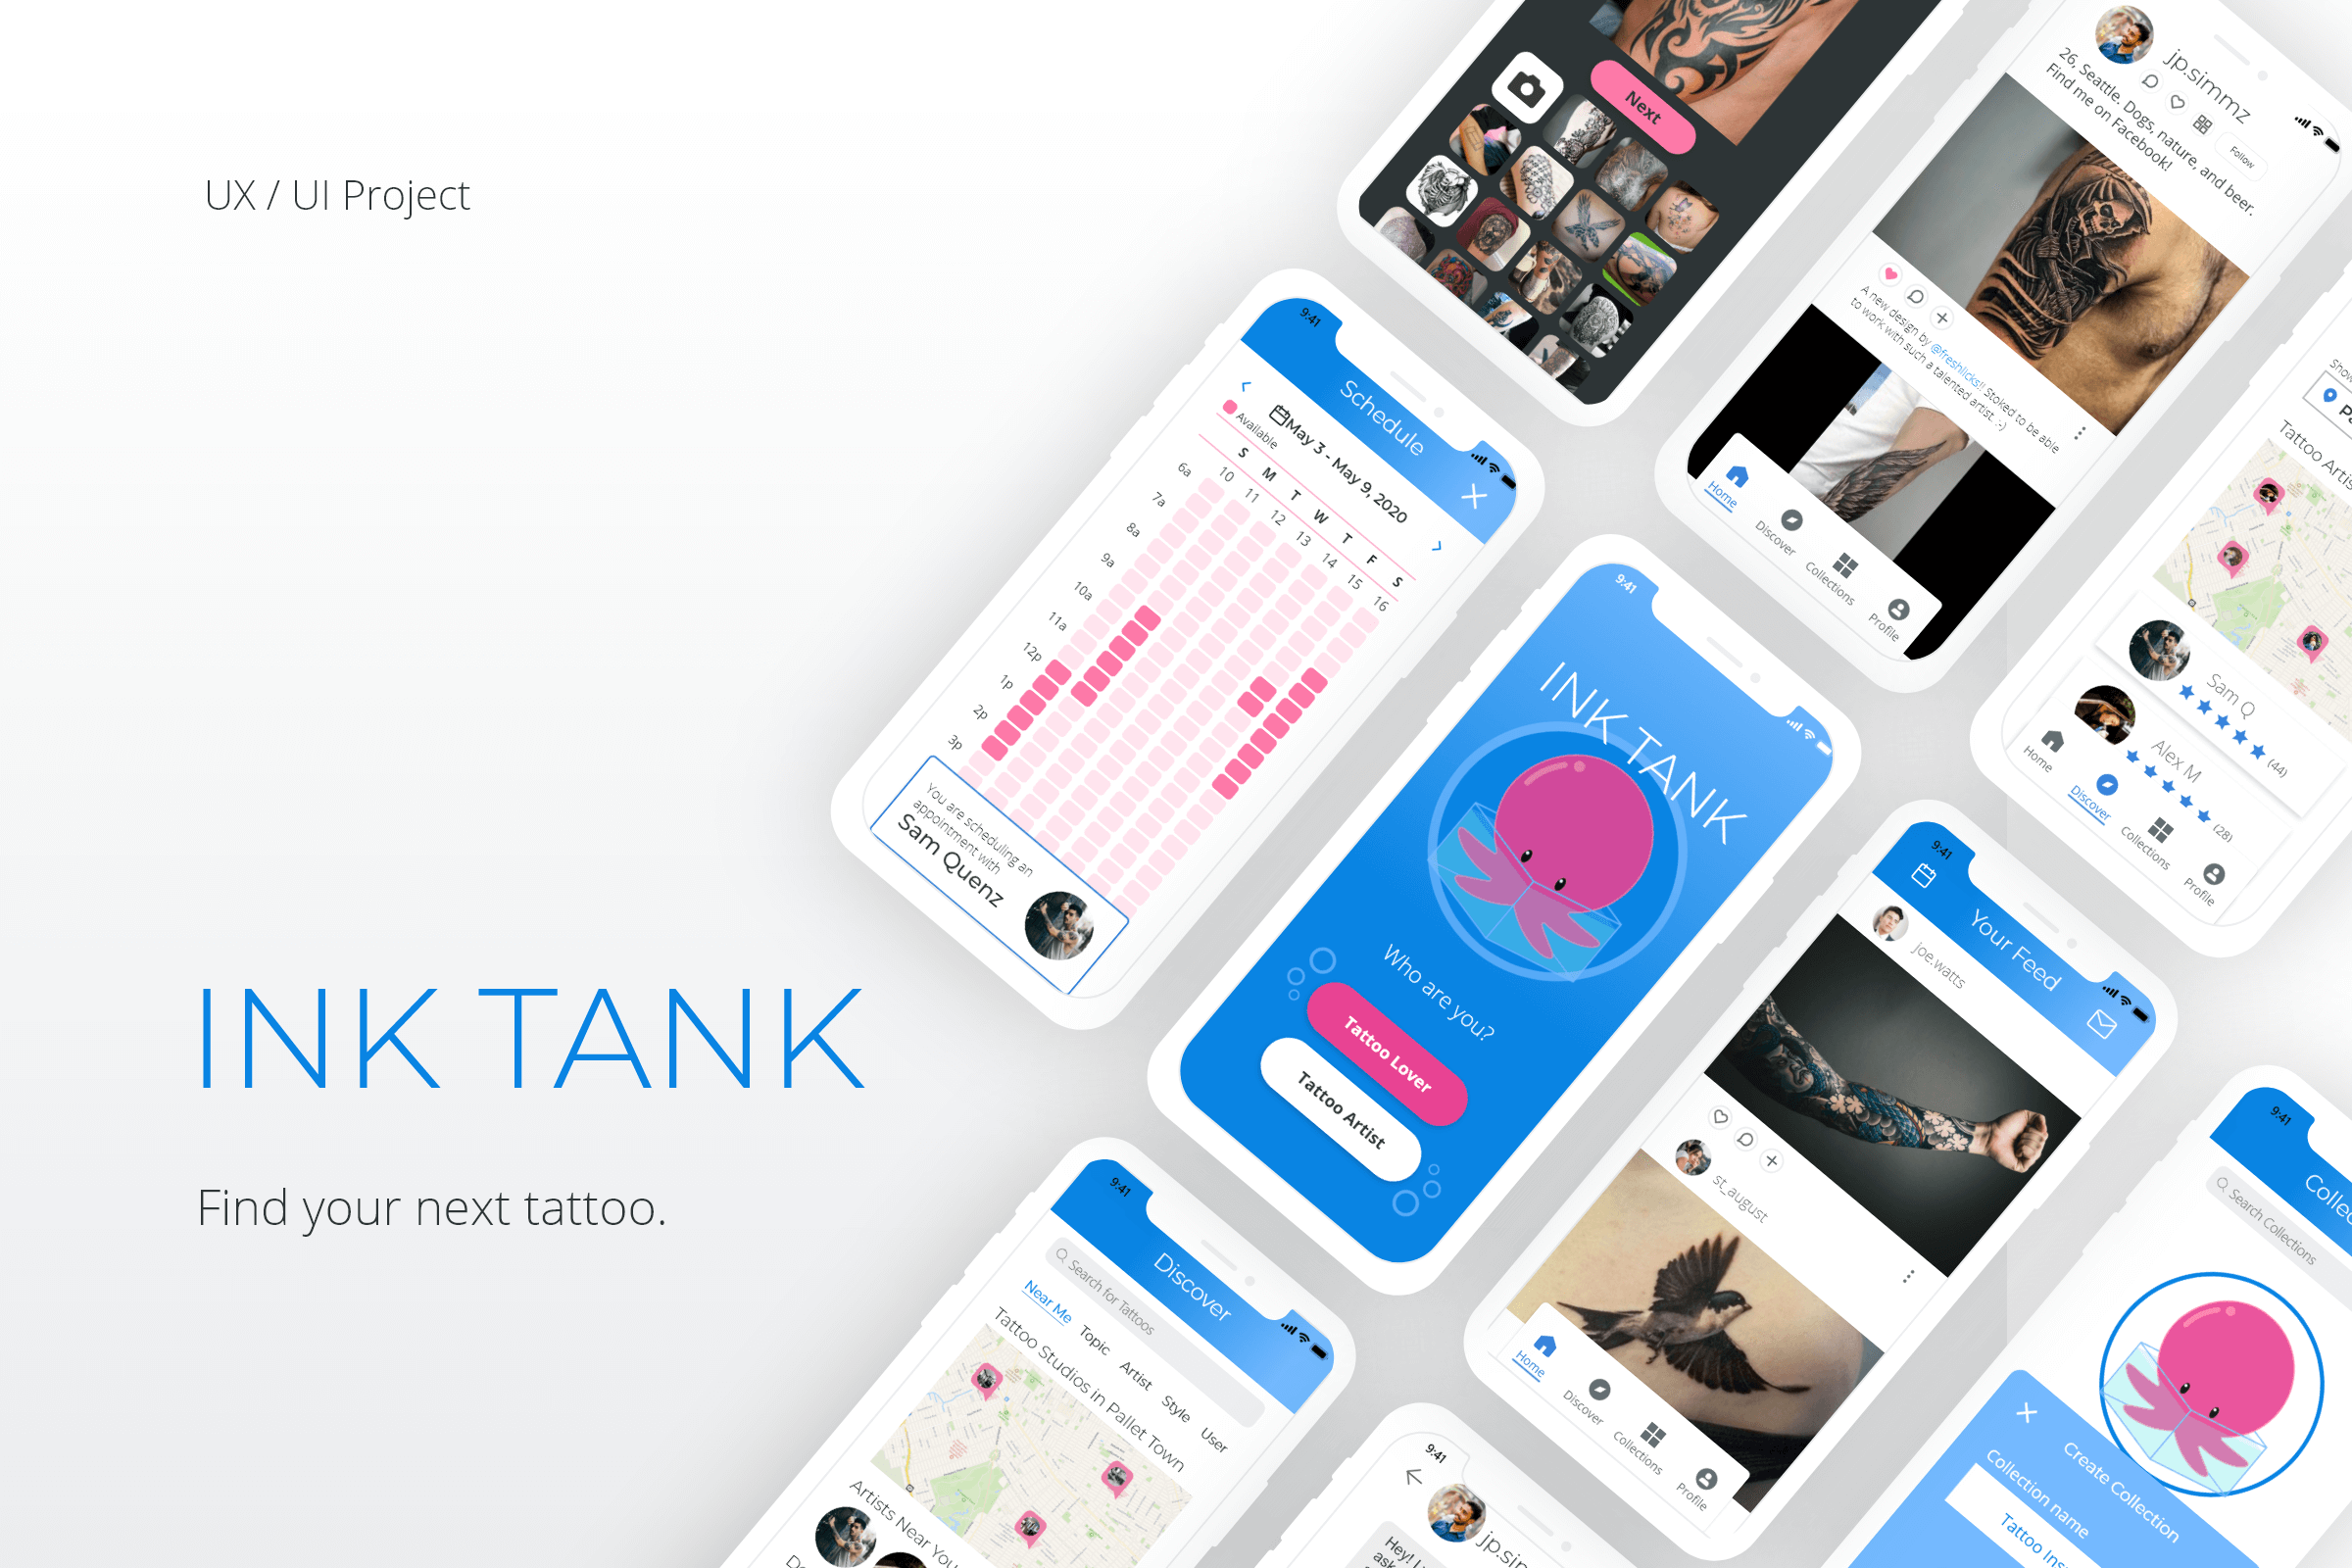 UX / UI Project
INK TANK
Find your next tattoo.
Next
jp.simmz
26, Seattle. Dogs, nature, and beer.
Find me on Facebook!
Follow
A new design by @freshlicks!! Stoked to be able
to work with such a talented artist. :-)
Home
Discover
Collections
Profile
9:41
Schedule
May 3 - May 9, 2020
Available
S M T W T F S
10 11 12 13 14 15 16
6a
7a
8a
9a
10a
11a
12p
1p
2p
3p
You are scheduling an
appointment with
Sam Quenz
9:41
INK TANK
Who are you?
Tattoo Lover
Tattoo Artist
Tattoo
Sam Q
(44)
Alex M
(28)
Home
Discover
Collections
Profile
9:41
Your Feed
joe.watts
st_august
Home
Discover
Collections
Profile
9:41
Discover
Search for Tattoos
Near Me Topic Artist Style User
Tattoo Studios in Pallet Town
Artists Near You
9:41
Hey!
9:41
Search Collections
Create Collection
Collection name
Tattoo